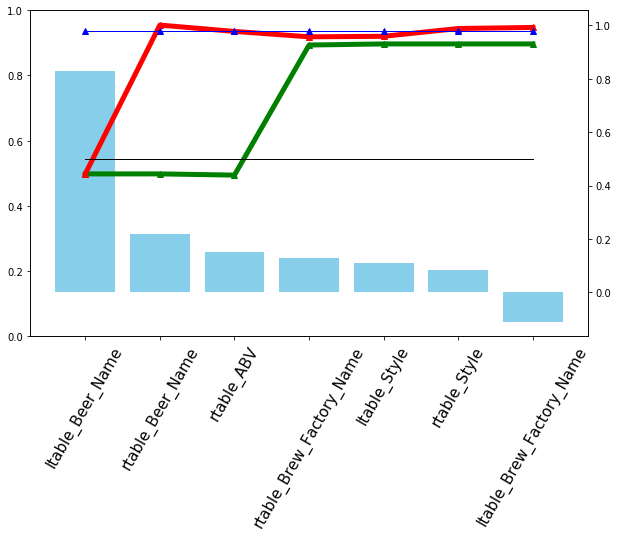 1.0
0.8
0.6
0.4
0.2
0.0
1.0
0.8
0.6
0.4
0.2
0.0
ltable_Beer_Name
rtable_Beer_Name
rtable_ABV
rtable_Brew_Factory_Name
ltable_Style
rtable_Style
ltable_Brew_Factory_Name